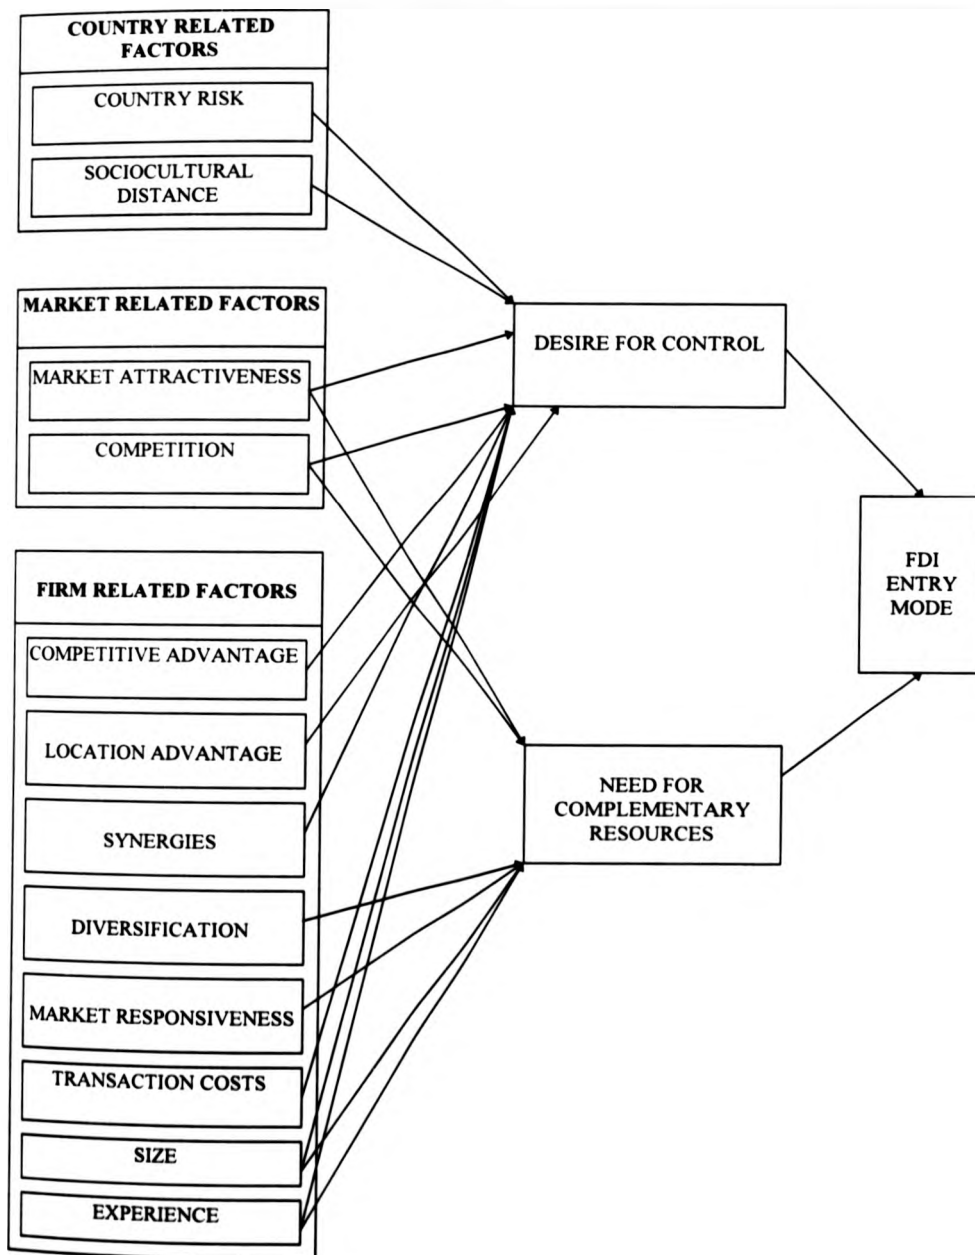 COUNTRY RELATED
FACTORS
COUNTRY RISK
SOCIOCULTURAL
DISTANCE
MARKET RELATED FACTORS
MARKET ATTRACTIVENESS
COMPETITION
FIRM RELATED FACTORS
COMPETITIVE ADVANTAGE
LOCATION ADVANTAGE
SYNERGIES
DIVERSIFICATION
MARKET RESPONSIVENESS
TRANSACTION COSTS
SIZE
EXPERIENCE
DESIRE FOR CONTROL
NEED FOR
COMPLEMENTARY
RESOURCES
FDI
ENTRY
MODE